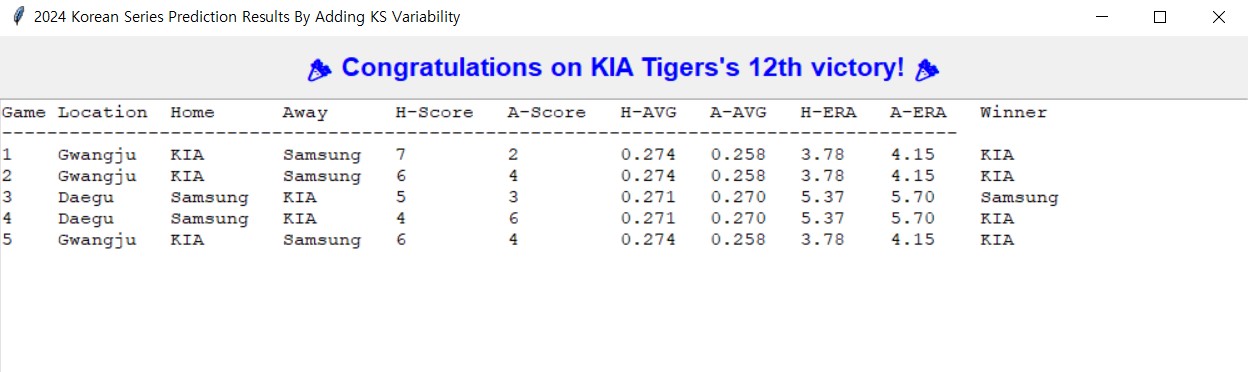 2024 Korean Series Prediction Results By Adding KS Variability
🎉 Congratulations on KIA Tigers's 12th victory! 🎉
Game Location Home Away H-Score A-Score H-AVG A-AVG H-ERA A-ERA Winner
-------------------------------------------------------------------------------------
1 Gwangju KIA Samsung 7 2 0.274 0.258 3.78 4.15 KIA
2 Gwangju KIA Samsung 6 4 0.274 0.258 3.78 4.15 KIA
3 Daegu Samsung KIA 5 3 0.271 0.270 5.37 5.70 Samsung
4 Daegu Samsung KIA 4 6 0.271 0.270 5.37 5.70 KIA
5 Gwangju KIA Samsung 6 4 0.274 0.258 3.78 4.15 KIA